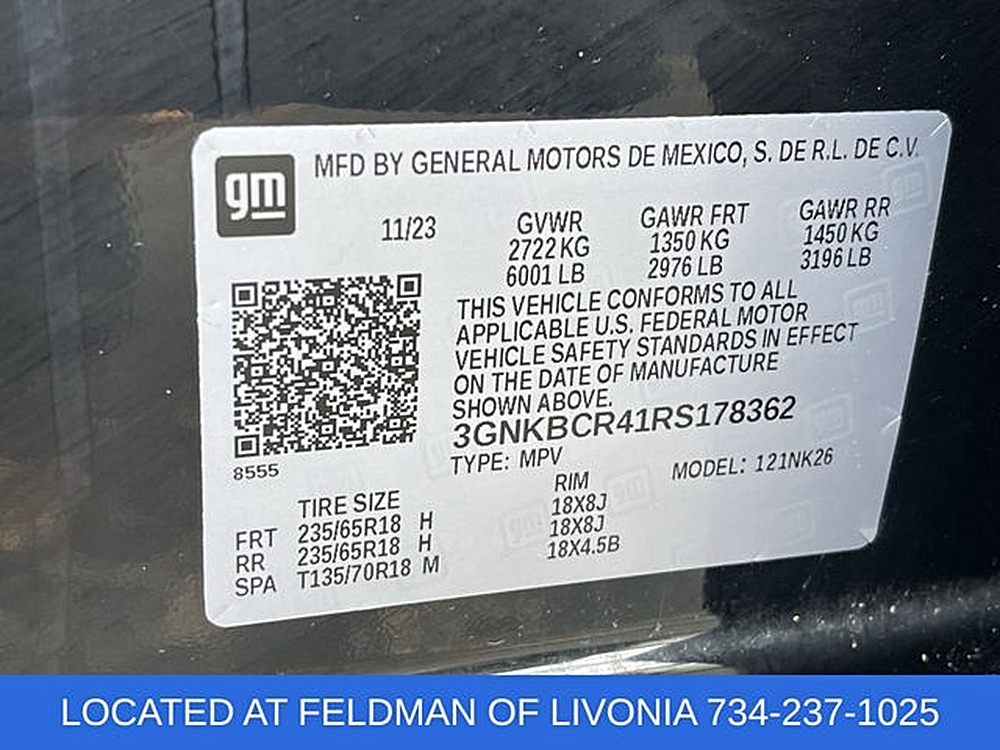 gm
MFD BY GENERAL MOTORS DE MEXICO, S. DE R.L. DE C.V.
11/23
GVWR GAWR FRT GAWR RR
2722 KG 1350 KG 1450 KG
6001 LB 2976 LB 3196 LB
THIS VEHICLE CONFORMS TO ALL
APPLICABLE U.S. FEDERAL MOTOR
VEHICLE SAFETY STANDARDS IN EFFECT
ON THE DATE OF MANUFACTURE
SHOWN ABOVE.
3GNKBCR41RS178362
8555
TYPE: MPV MODEL: 121NK26
TIRE SIZE RIM
FRT 235/65R18 H 18X8J
RR 235/65R18 H 18X8J
SPA T135/70R18 M 18X4.5B
LOCATED AT FELDMAN OF LIVONIA 734-237-1025